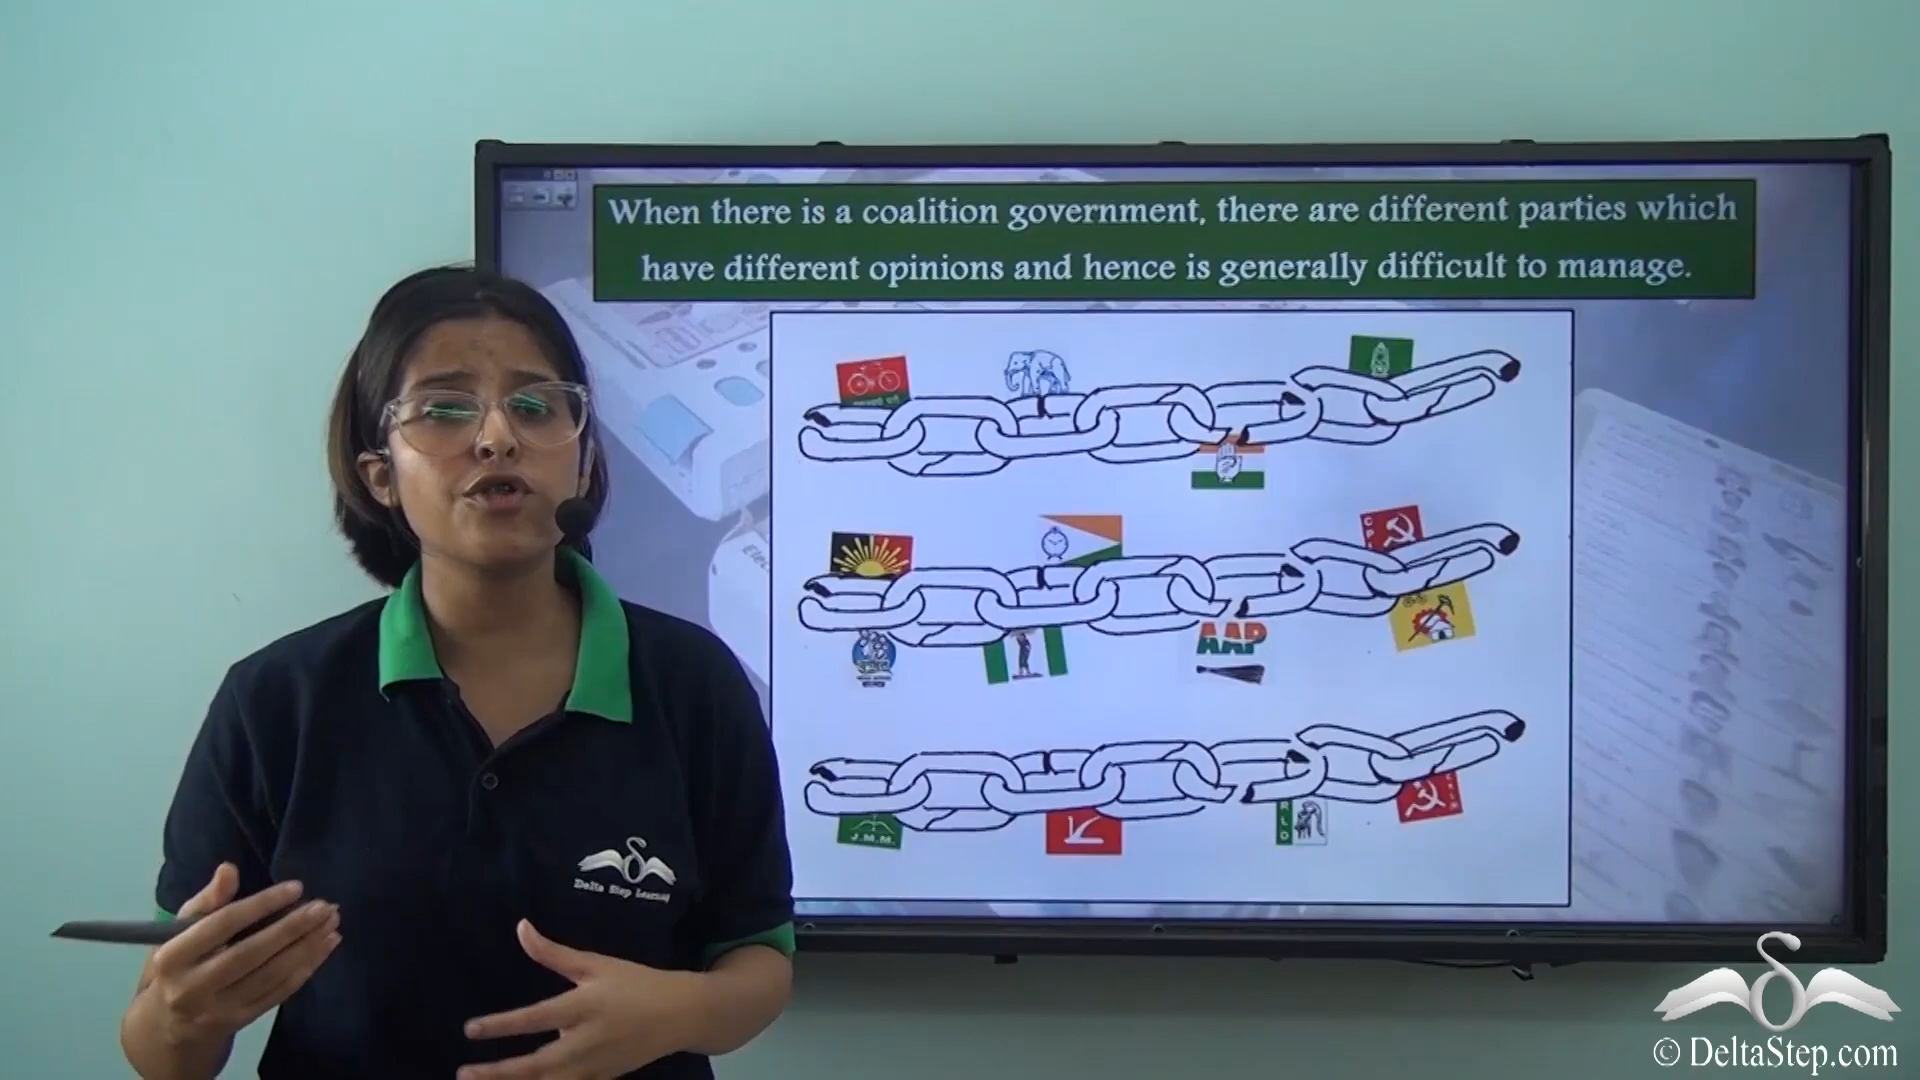 When there is a coalition government, there are different parties which
have different opinions and hence is generally difficult to manage.
AAP
J.M.M.
RLD
Delta Step Learning
© DeltaStep.com